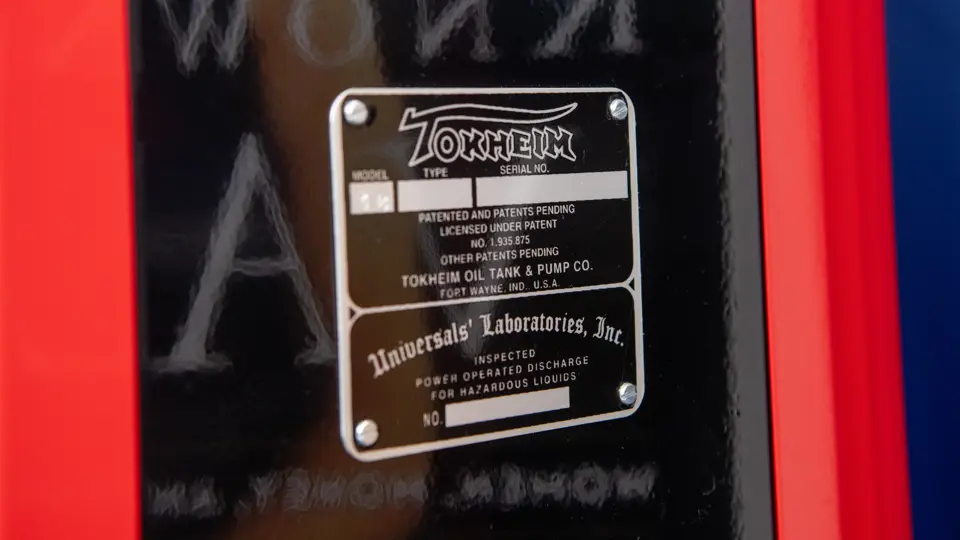 TOKHEIM
MODEL TYPE SERIAL NO.
PATENTED AND PATENTS PENDING
LICENSED UNDER PATENT
NO. 1.935.875
OTHER PATENTS PENDING
TOKHEIM OIL TANK & PUMP CO.
FORT WAYNE, IND., U.S.A.
Universals' Laboratories, Inc.
INSPECTED
POWER OPERATED DISCHARGE
FOR HAZARDOUS LIQUIDS
NO.